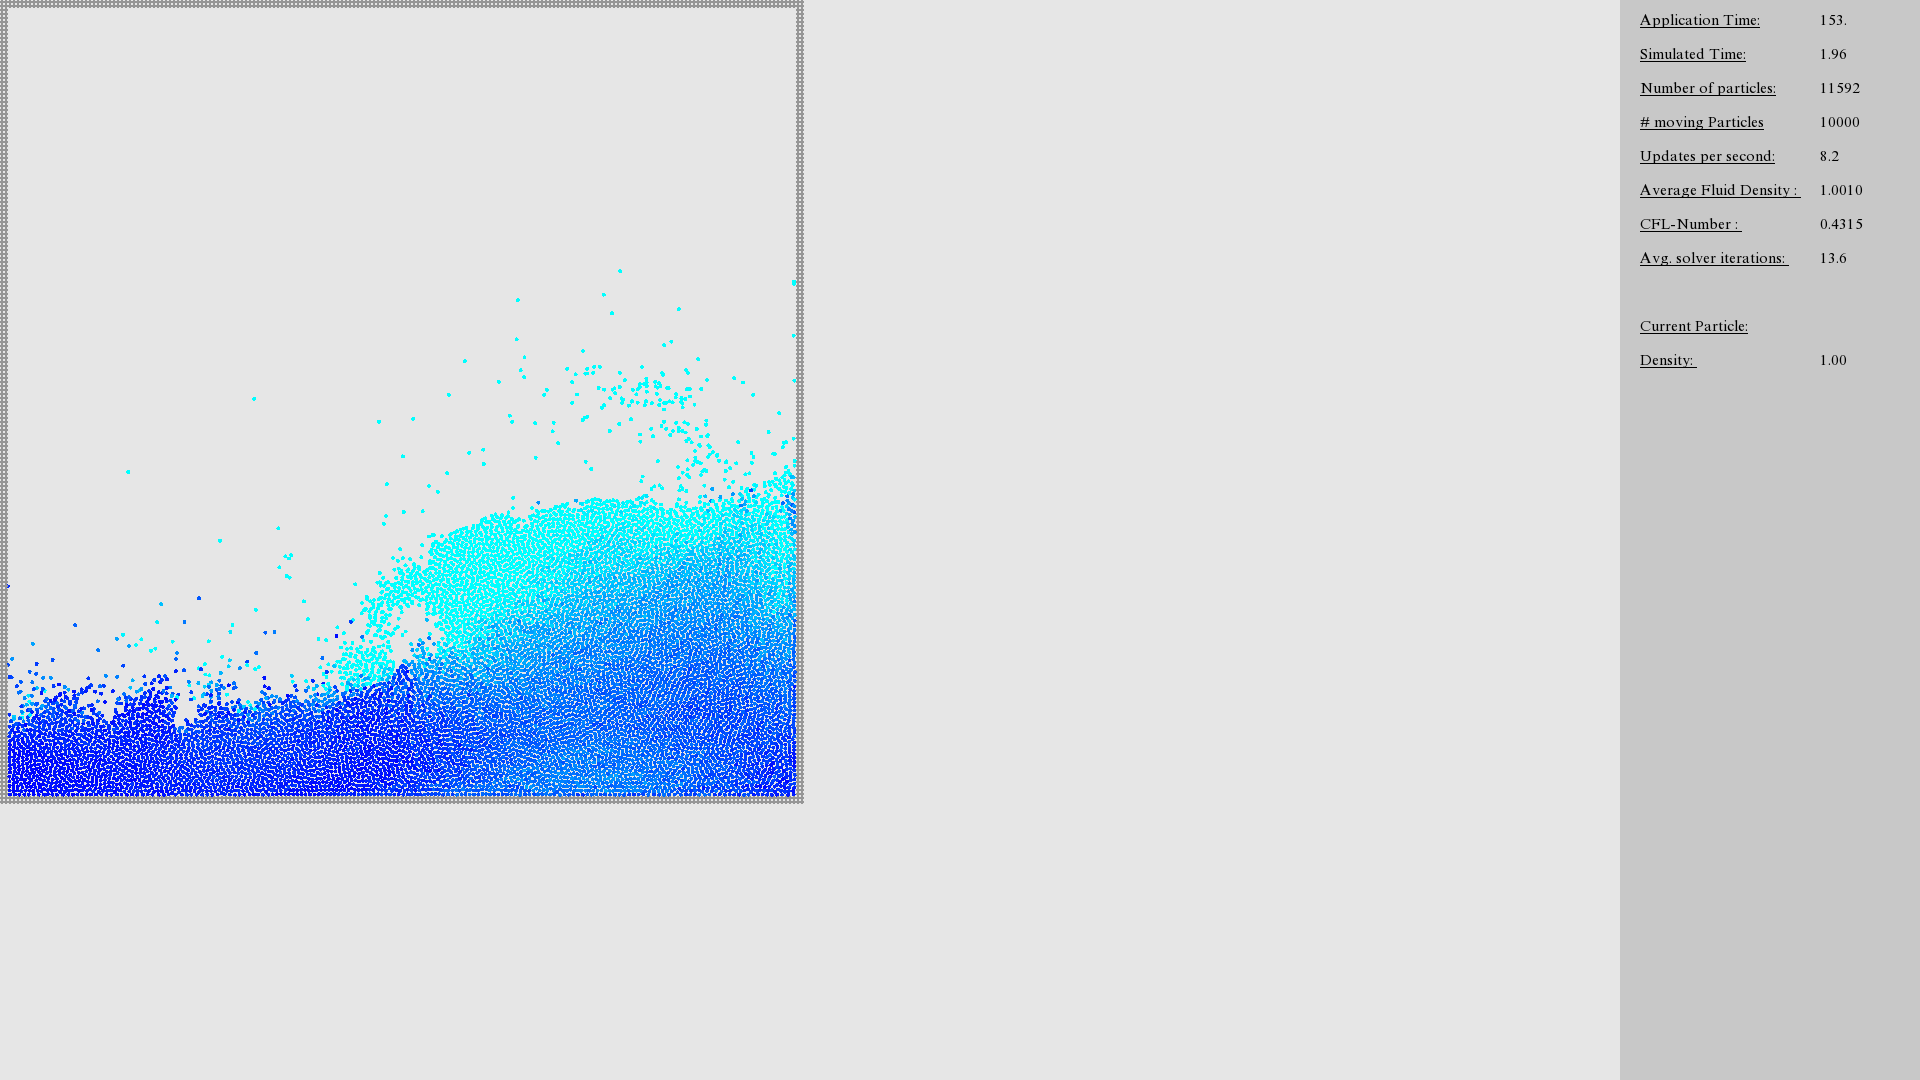 Application Time: 153.
Simulated Time: 1.96
Number of particles: 11592
# moving Particles 10000
Updates per second: 8.2
Average Fluid Density : 1.0010
CFL-Number : 0.4315
Avg. solver iterations: 13.6
Current Particle:
Density: 1.00